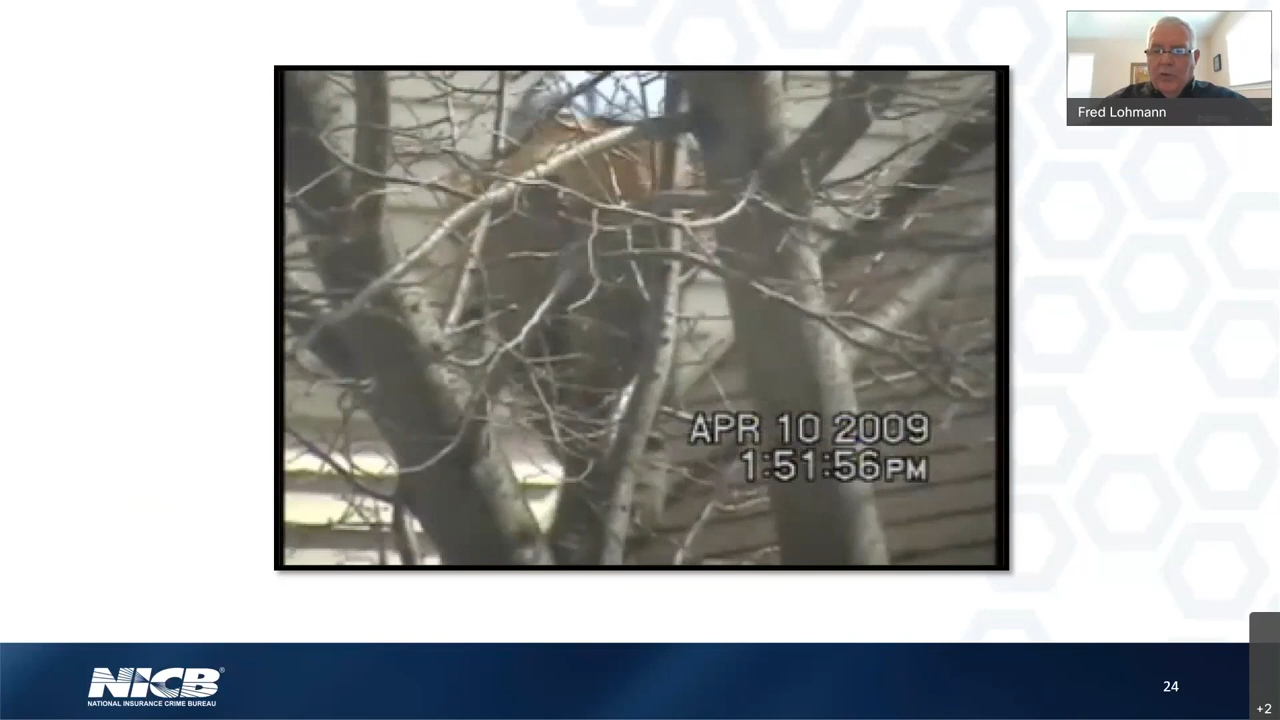 Fred Lohmann
APR 10 2009
1:51:56PM
NICB®
NATIONAL INSURANCE CRIME BUREAU
24
+2